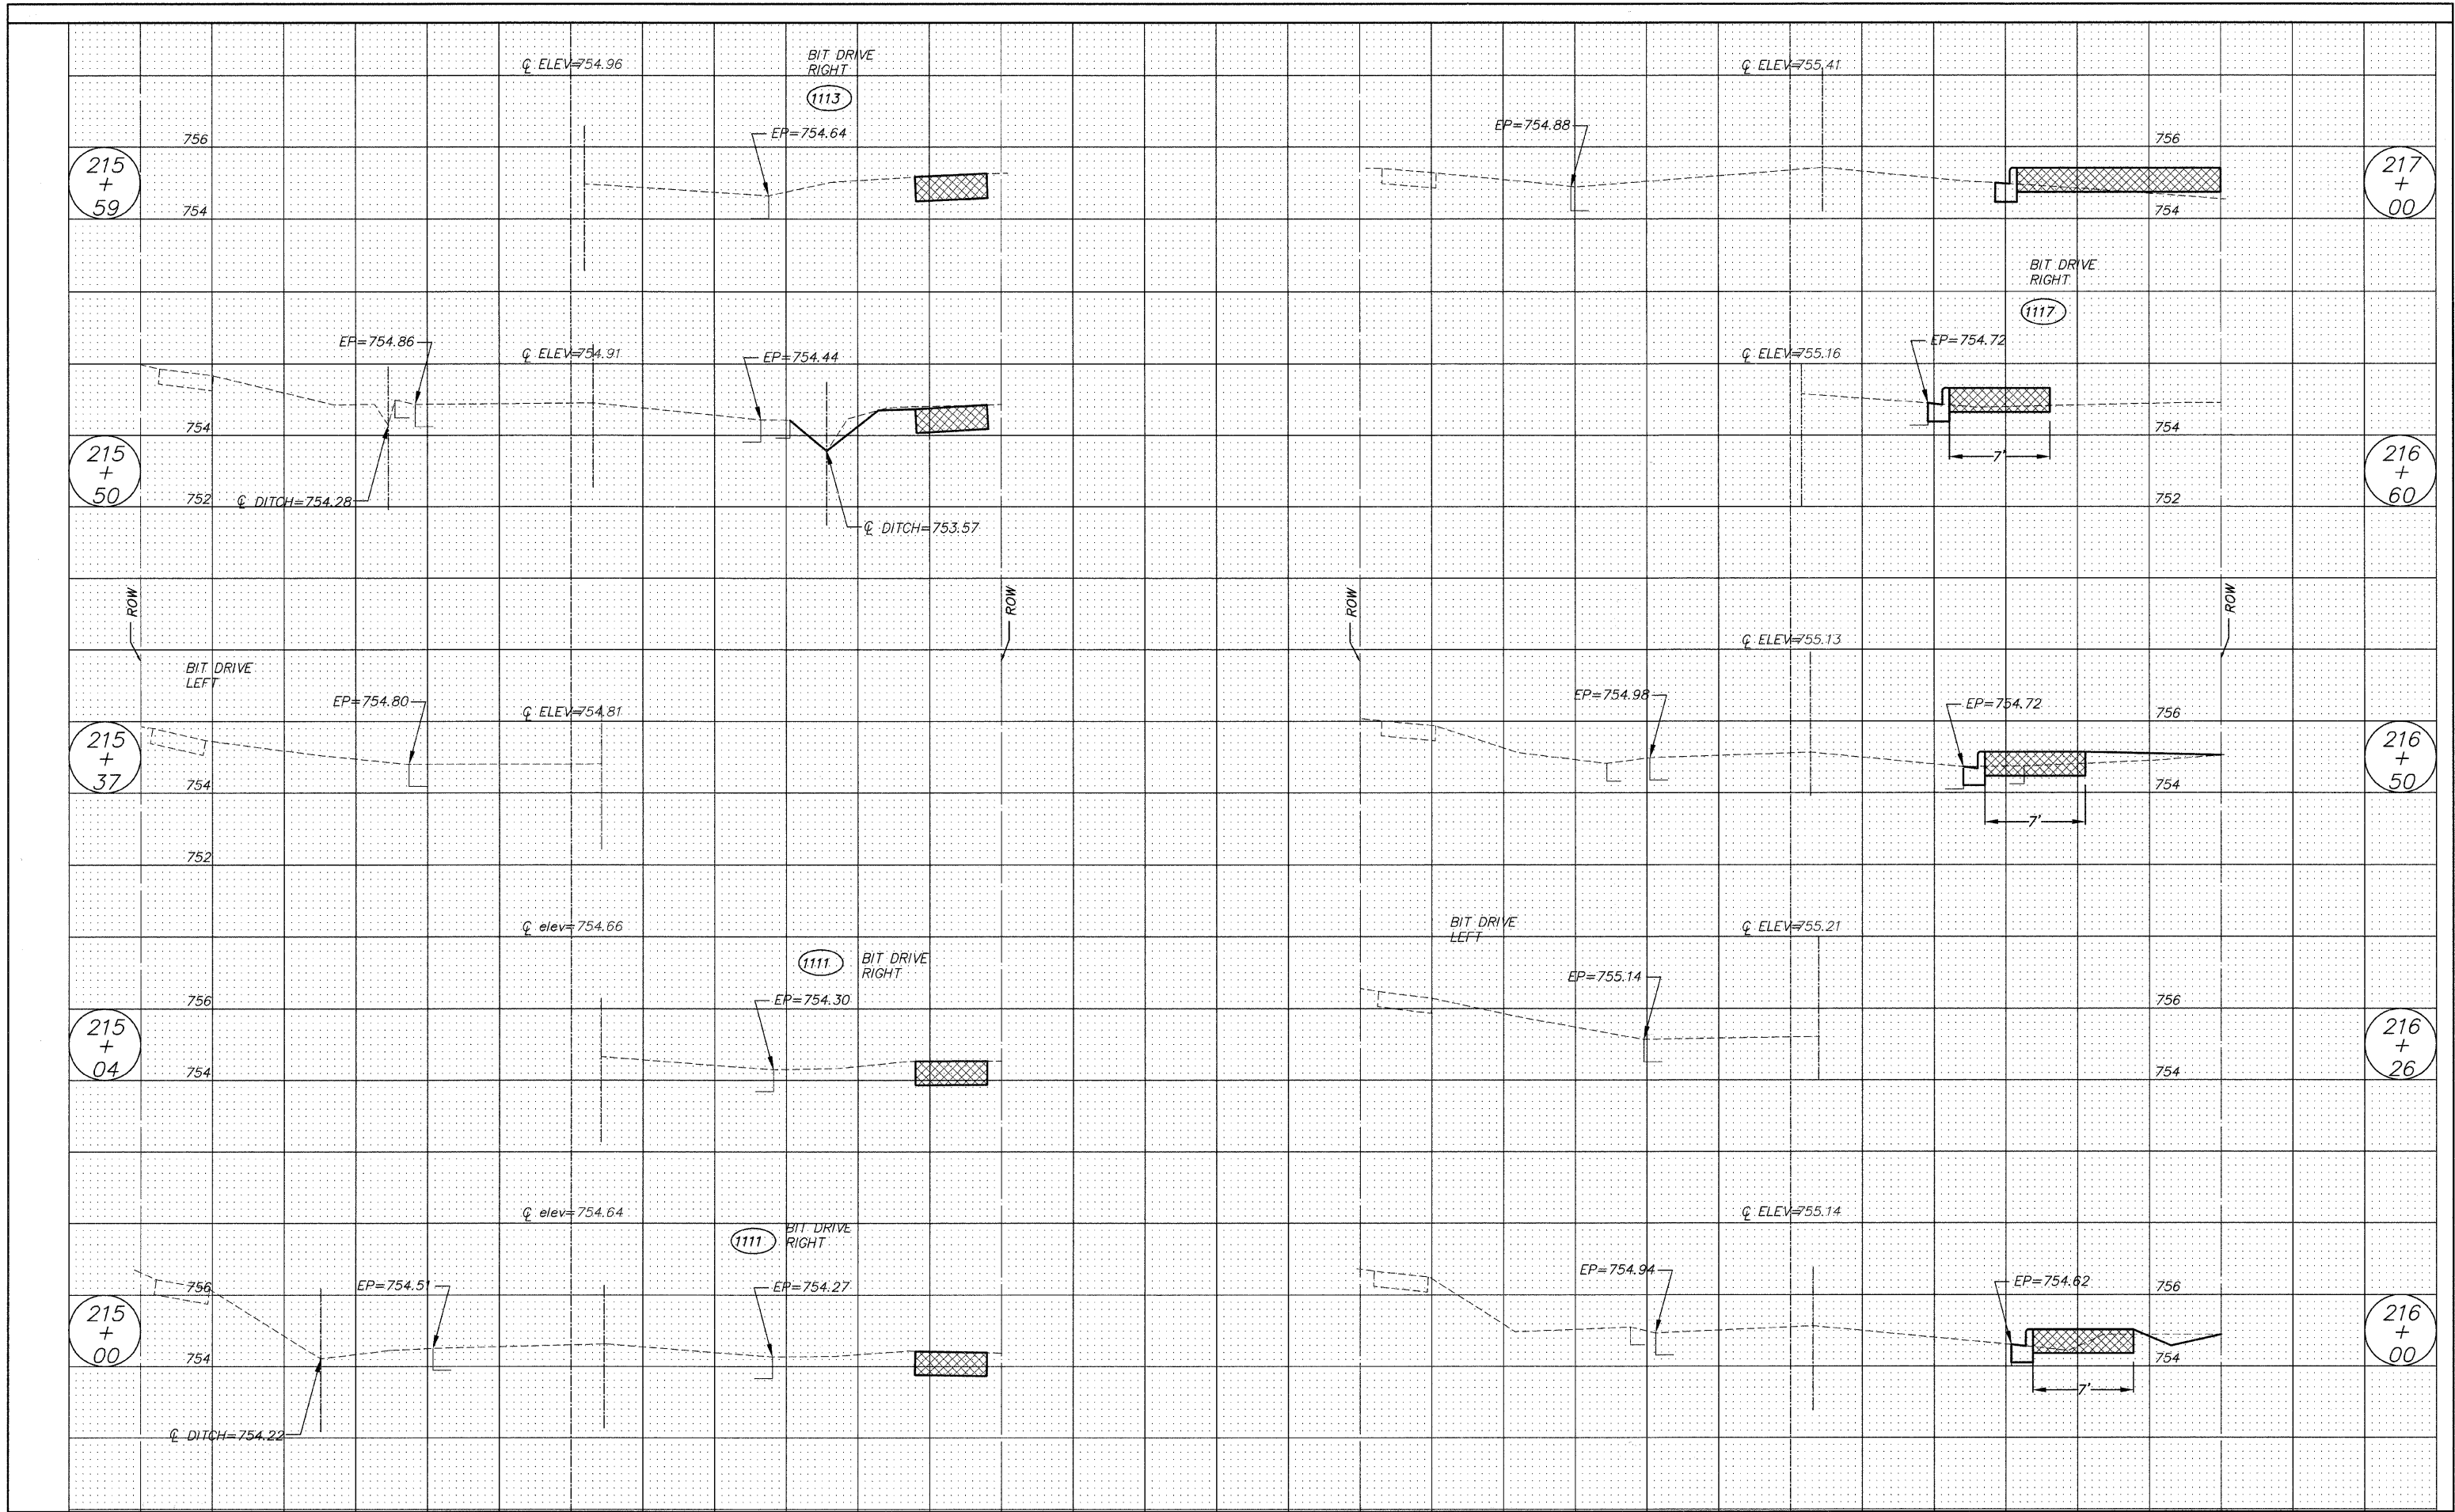 ℄ ELEV=754.96
BIT DRIVE
RIGHT
1113
EP=754.64
756
215
+
59
754
EP=754.86
℄ ELEV=754.91
EP=754.44
754
215
+
50
752
℄ DITCH=754.28
℄ DITCH=753.57
ROW
ROW
BIT DRIVE
LEFT
EP=754.80
℄ ELEV=754.81
215
+
37
754
752
℄ elev=754.66
1111
BIT DRIVE
RIGHT
EP=754.30
756
215
+
04
754
℄ elev=754.64
1111
BIT DRIVE
RIGHT
EP=754.51
EP=754.27
756
215
+
00
754
℄ DITCH=754.22
℄ ELEV=755.41
EP=754.88
756
217
+
00
754
BIT DRIVE
RIGHT
1117
EP=754.72
℄ ELEV=755.16
754
7'
216
+
60
752
ROW
ROW
℄ ELEV=755.13
EP=754.98
EP=754.72
756
216
+
50
754
7'
BIT DRIVE
LEFT
℄ ELEV=755.21
EP=755.14
756
216
+
26
754
℄ ELEV=755.14
EP=754.94
EP=754.62
756
216
+
00
754
7'